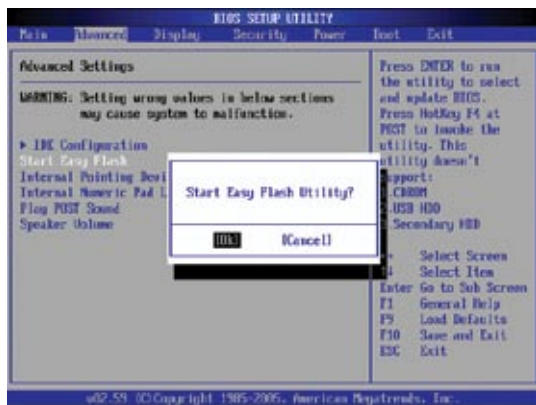 BIOS SETUP UTILITY
Main Advanced Display Security Power Boot Exit
Advanced Settings
WARNING: Setting wrong values in below sections
may cause system to malfunction.
▶ IDE Configuration
Start Easy Flash
Internal Pointing Devi
Internal Numeric Pad L
Play POST Sound
Speaker Volume
Start Easy Flash Utility?
[Ok] [Cancel]
Press ENTER to run
the utility to select
and update BIOS.
Press HotKey F4 at
POST to invoke the
utility. This
utility doesn't
support:
CDROM
USB HDD
Secondary HDD
Select Screen
Select Item
Enter Go to Sub Screen
F1 General Help
F9 Load Defaults
F10 Save and Exit
ESC Exit
v02.59 (C)Copyright 1985-2005, American Megatrends, Inc.